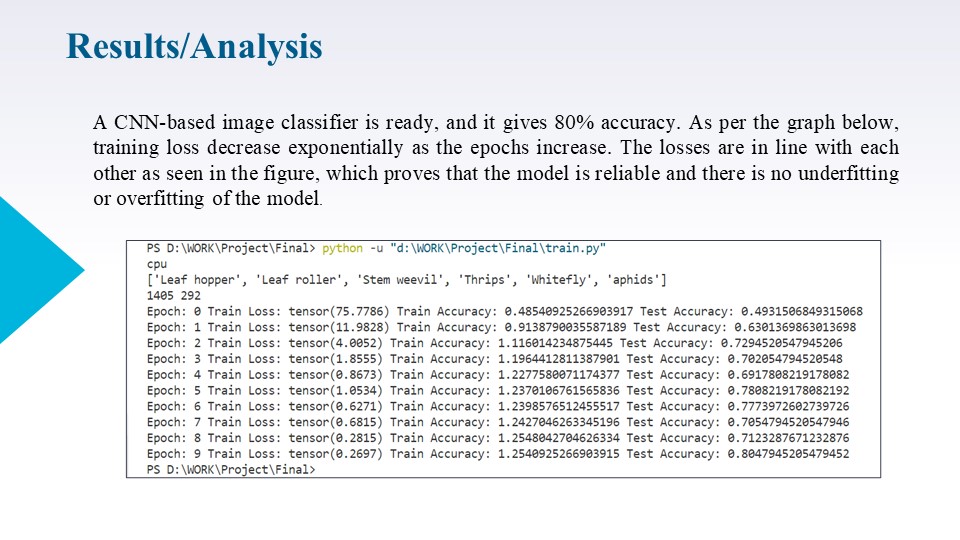 Results/Analysis
A CNN-based image classifier is ready, and it gives 80% accuracy. As per the graph below,
training loss decrease exponentially as the epochs increase. The losses are in line with each
other as seen in the figure, which proves that the model is reliable and there is no underfitting
or overfitting of the model.
PS D:\WORK\Project\Final> python -u "d:\WORK\Project\Final\train.py"
cpu
['Leaf hopper', 'Leaf roller', 'Stem weevil', 'Thrips', 'Whitefly', 'aphids']
1405 292
Epoch: 0 Train Loss: tensor(75.7786) Train Accuracy: 0.48540925266903917 Test Accuracy: 0.4931506849315068
Epoch: 1 Train Loss: tensor(11.9828) Train Accuracy: 0.9138790035587189 Test Accuracy: 0.6301369863013698
Epoch: 2 Train Loss: tensor(4.0052) Train Accuracy: 1.116014234875445 Test Accuracy: 0.7294520547945206
Epoch: 3 Train Loss: tensor(1.8555) Train Accuracy: 1.1964412811387901 Test Accuracy: 0.702054794520548
Epoch: 4 Train Loss: tensor(0.8673) Train Accuracy: 1.2277580071174377 Test Accuracy: 0.6917808219178082
Epoch: 5 Train Loss: tensor(1.0534) Train Accuracy: 1.2370106761565836 Test Accuracy: 0.7808219178082192
Epoch: 6 Train Loss: tensor(0.6271) Train Accuracy: 1.2398576512455517 Test Accuracy: 0.7773972602739726
Epoch: 7 Train Loss: tensor(0.6815) Train Accuracy: 1.2427046263345196 Test Accuracy: 0.7054794520547946
Epoch: 8 Train Loss: tensor(0.2815) Train Accuracy: 1.2548042704626334 Test Accuracy: 0.7123287671232876
Epoch: 9 Train Loss: tensor(0.2697) Train Accuracy: 1.2540925266903915 Test Accuracy: 0.8047945205479452
PS D:\WORK\Project\Final>